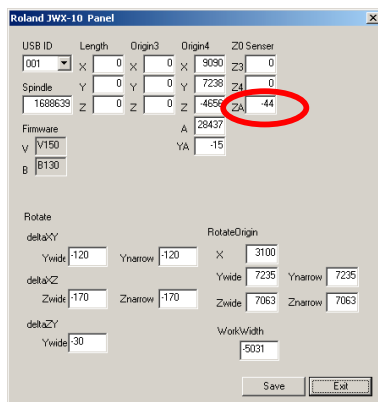 Roland JWX-10 Panel
USB ID Length Origin3 Origin4 Z0 Senser
001 X 0 X 0 X 9090 Z3 0
Spindle Y 0 Y 0 Y 7238 Z4 0
1688639 Z 0 Z 0 Z -4656 ZA -44
Firmware A 28437
V V150 YA -15
B B130
Rotate
deltaXY RotateOrigin
Ywide -120 Ynarrow -120 X 3100
deltaXZ Ywide 7235 Ynarrow 7235
Zwide -170 Znarrow -170 Zwide 7063 Znarrow 7063
deltaZY WorkWidth
Ywide -30 -5031
Save Exit